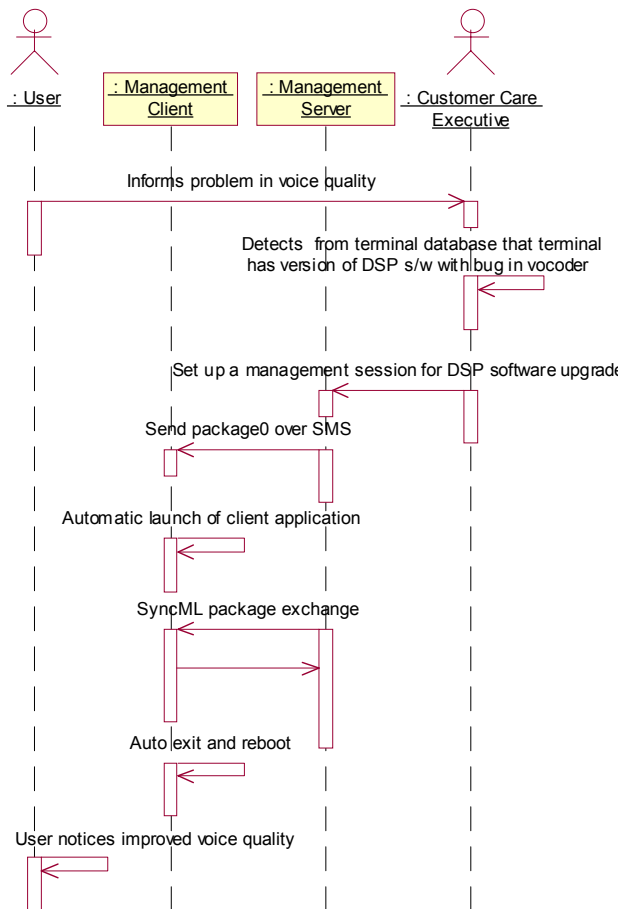 : User
: Management
Client
: Management
Server
: Customer Care
Executive
Informs problem in voice quality
Detects from terminal database that terminal
has version of DSP s/w with bug in vocoder
Set up a management session for DSP software upgrade
Send package0 over SMS
Automatic launch of client application
SyncML package exchange
Auto exit and reboot
User notices improved voice quality